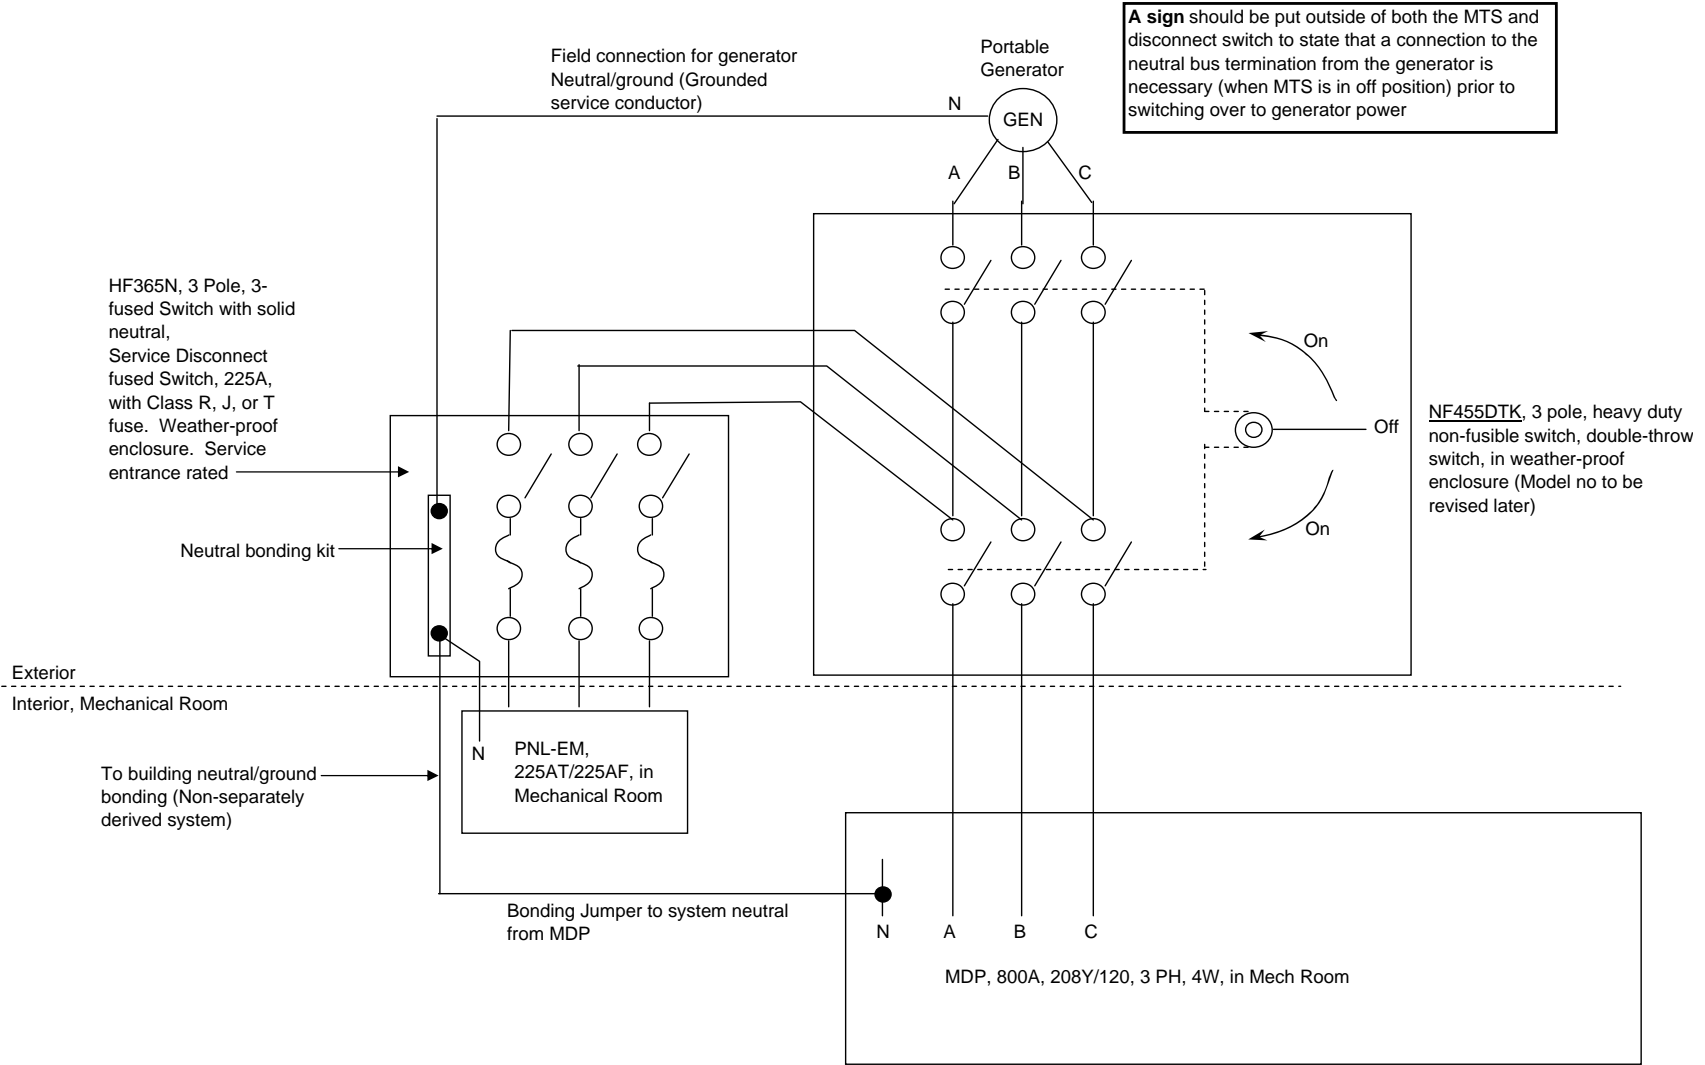 A sign should be put outside of both the MTS and
disconnect switch to state that a connection to the
neutral bus termination from the generator is
necessary (when MTS is in off position) prior to
switching over to generator power
Field connection for generator
Neutral/ground (Grounded
service conductor)
Portable
Generator
N
GEN
A
B
C
HF365N, 3 Pole, 3-
fused Switch with solid
neutral,
Service Disconnect
fused Switch, 225A,
with Class R, J, or T
fuse. Weather-proof
enclosure. Service
entrance rated
On
Off
On
NF455DTK, 3 pole, heavy duty
non-fusible switch, double-throw
switch, in weather-proof
enclosure (Model no to be
revised later)
Neutral bonding kit
Exterior
Interior, Mechanical Room
N
PNL-EM,
225AT/225AF, in
Mechanical Room
To building neutral/ground
bonding (Non-separately
derived system)
Bonding Jumper to system neutral
from MDP
N
A
B
C
MDP, 800A, 208Y/120, 3 PH, 4W, in Mech Room